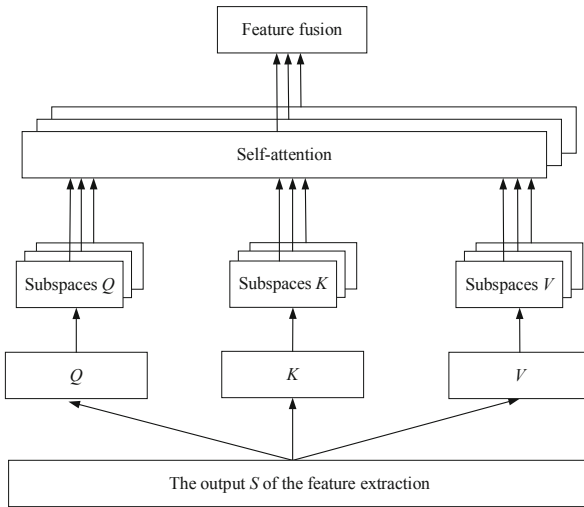 Feature fusion
Self-attention
Subspaces Q
Subspaces K
Subspaces V
Q
K
V
The output S of the feature extraction